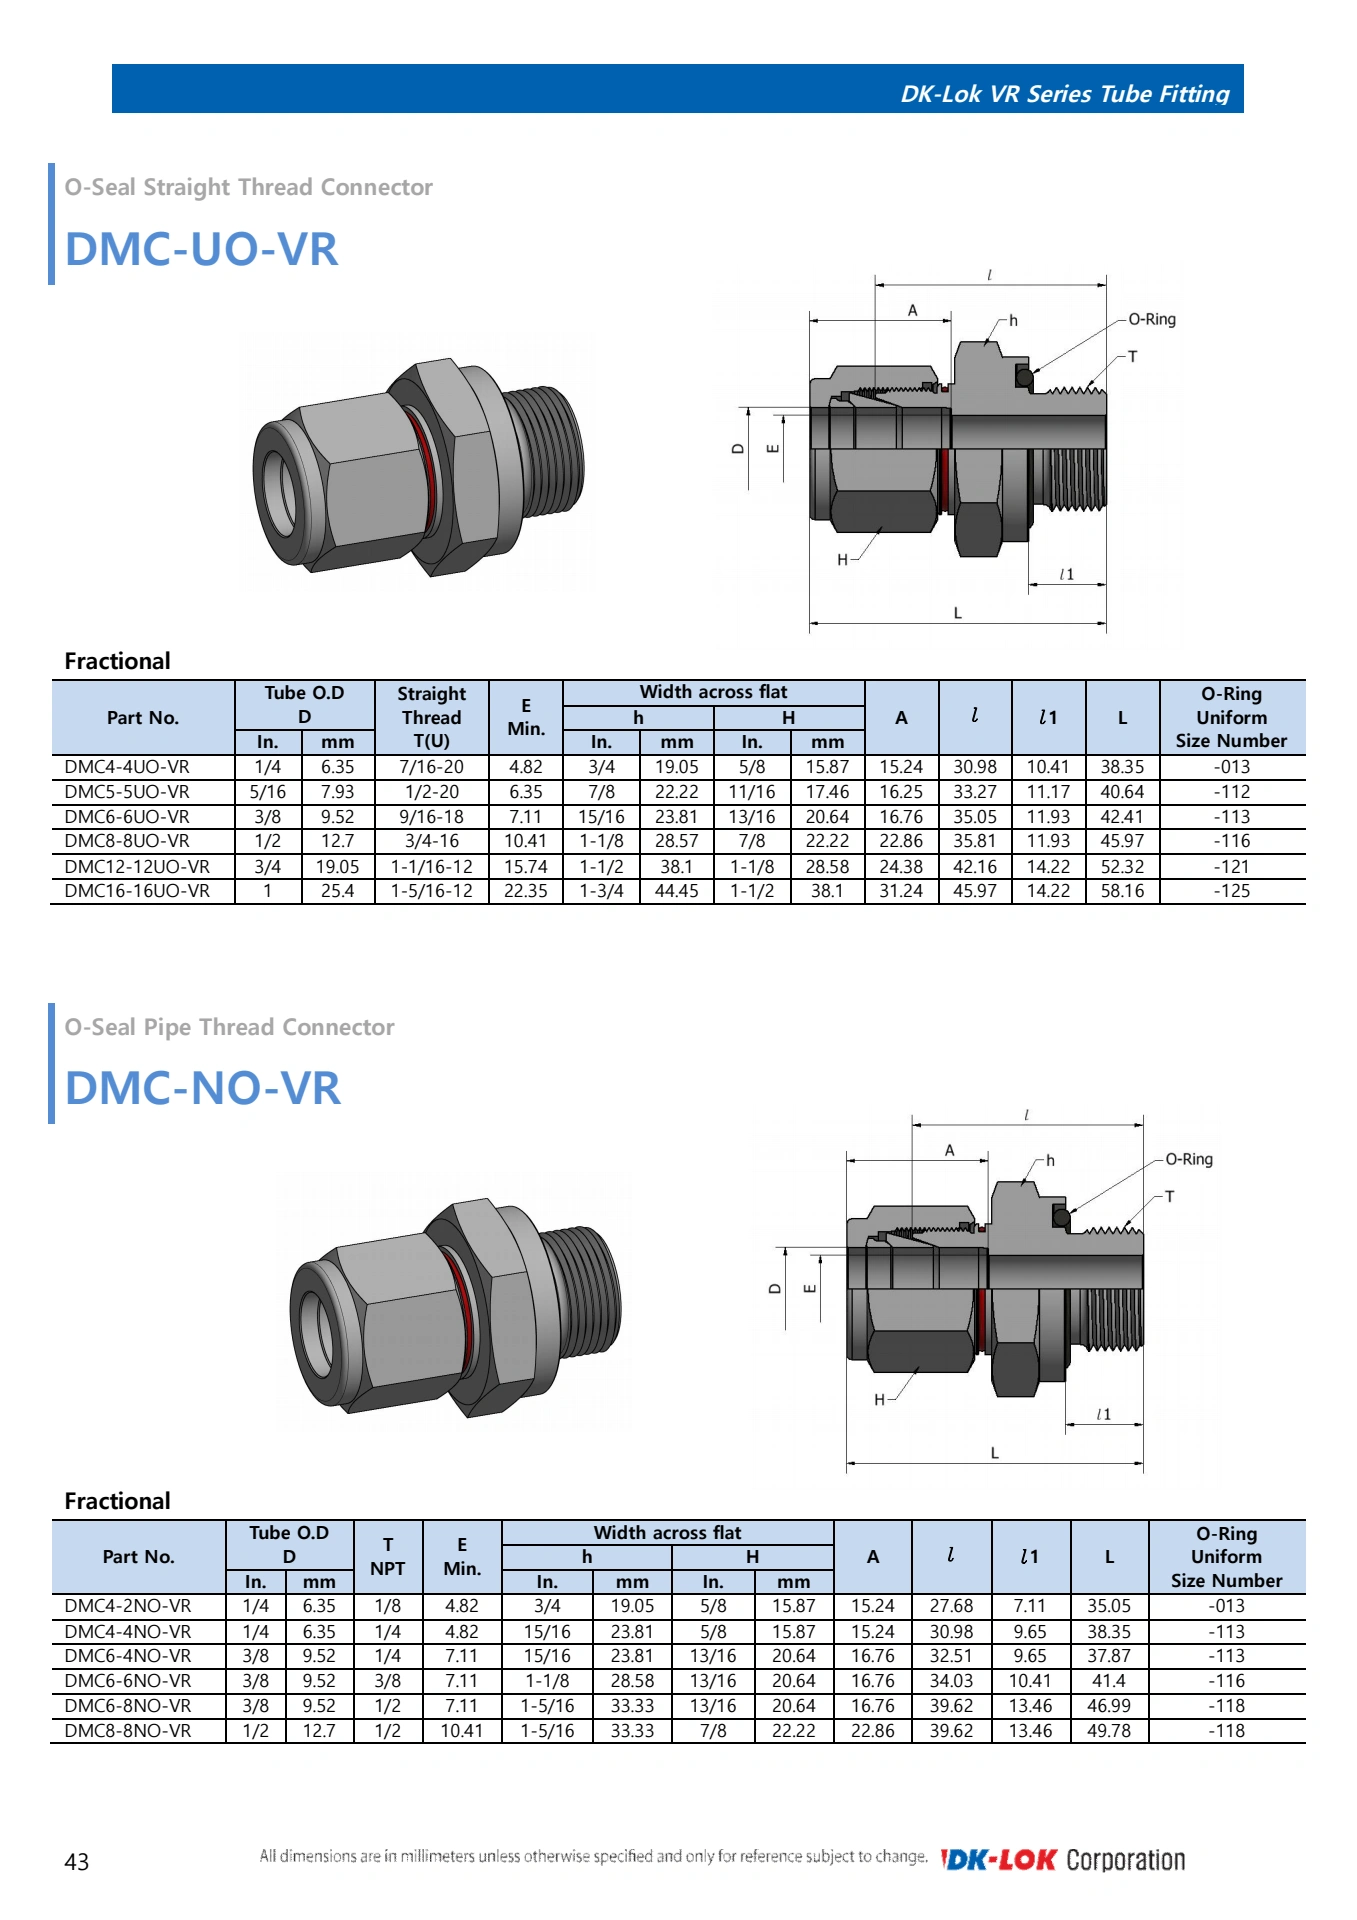 DK-Lok VR Series Tube Fitting
O-Seal Straight Thread Connector
DMC-UO-VR
l
A
h
O-Ring
T
D
E
H
l1
L
Fractional
Part No. Tube O.D D In. mm Straight Thread T(U) E Min. Width across flat h In. mm H In. mm A l l1 L O-Ring Uniform Size Number
DMC4-4UO-VR 1/4 6.35 7/16-20 4.82 3/4 19.05 5/8 15.87 15.24 30.98 10.41 38.35 -013
DMC5-5UO-VR 5/16 7.93 1/2-20 6.35 7/8 22.22 11/16 17.46 16.25 33.27 11.17 40.64 -112
DMC6-6UO-VR 3/8 9.52 9/16-18 7.11 15/16 23.81 13/16 20.64 16.76 35.05 11.93 42.41 -113
DMC8-8UO-VR 1/2 12.7 3/4-16 10.41 1-1/8 28.57 7/8 22.22 22.86 35.81 11.93 45.97 -116
DMC12-12UO-VR 3/4 19.05 1-1/16-12 15.74 1-1/2 38.1 1-1/8 28.58 24.38 42.16 14.22 52.32 -121
DMC16-16UO-VR 1 25.4 1-5/16-12 22.35 1-3/4 44.45 1-1/2 38.1 31.24 45.97 14.22 58.16 -125
O-Seal Pipe Thread Connector
DMC-NO-VR
l
A
h
O-Ring
T
D
E
H
l1
L
Fractional
Part No. Tube O.D D In. mm T NPT E Min. Width across flat h In. mm H In. mm A l l1 L O-Ring Uniform Size Number
DMC4-2NO-VR 1/4 6.35 1/8 4.82 3/4 19.05 5/8 15.87 15.24 27.68 7.11 35.05 -013
DMC4-4NO-VR 1/4 6.35 1/4 4.82 15/16 23.81 5/8 15.87 15.24 30.98 9.65 38.35 -113
DMC6-4NO-VR 3/8 9.52 1/4 7.11 15/16 23.81 13/16 20.64 16.76 32.51 9.65 37.87 -113
DMC6-6NO-VR 3/8 9.52 3/8 7.11 1-1/8 28.58 13/16 20.64 16.76 34.03 10.41 41.4 -116
DMC6-8NO-VR 3/8 9.52 1/2 7.11 1-5/16 33.33 13/16 20.64 16.76 39.62 13.46 46.99 -118
DMC8-8NO-VR 1/2 12.7 1/2 10.41 1-5/16 33.33 7/8 22.22 22.86 39.62 13.46 49.78 -118
43 All dimensions are in millimeters unless otherwise specified and only for reference subject to change. DK-LOK Corporation